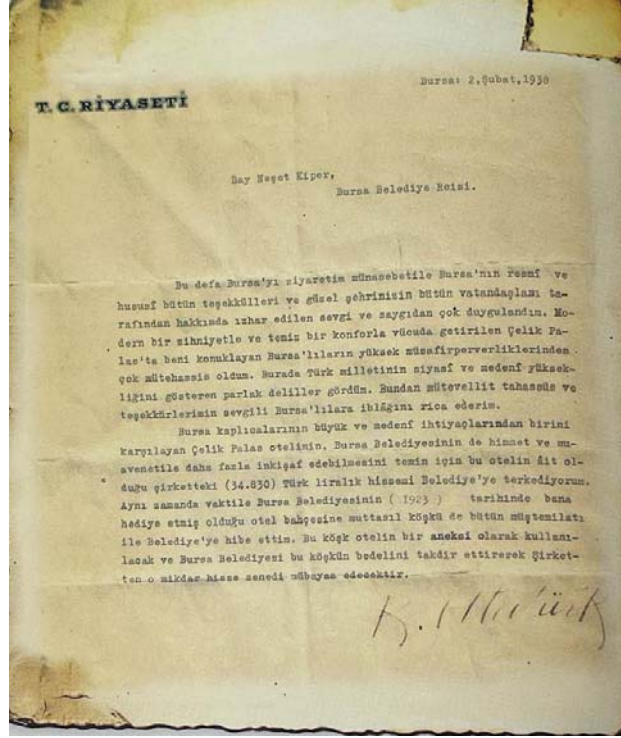 Bursa: 2,Şubat,1938
T. C. RİYASETİ
Bay Neşet Kiper,
Bursa Belediye Reisi.
Bu defa Bursa'yı ziyaretim münasebetile Bursa'nın resmî ve
hususî bütün teşekkülleri ve güzel şehrinizin bütün vatandaşlamı ta-
rafından hakkımda izhar edilen sevgi ve saygıdan çok duygulandım. Mo-
dern bir zihniyetle ve temiz bir konforla vücuda getirilen Çelik Pa-
las'ta beni konuklayan Bursa'lıların yüksek müsafirperverliklerinden
çok mütehassis oldum. Burada Türk milletinin siyasî ve medenî yüksek-
liğini gösteren parlak deliller gördüm. Bundan mütevellit tahassüs ve
teşekkürlerimin sevgili Bursa'lılara iblâğını rica ederim.
Bursa kaplıcalarının büyük ve medenî ihtiyaçlarından birini
karşılayan Çelik Palas otelinin, Bursa Belediyesinin de himmet ve mu-
avenetile daha fazla inkişaf edebilmesini temin için bu otelin âit ol-
duğu şirketteki (34.830) Türk liralık hissemi Belediye'ye terkediyorum.
Aynı zamanda vaktile Bursa Belediyesinin ( 1923 ) tarihinde bana
hediye etmiş olduğu otel bahçesine muttasıl köşkü de bütün müştemilatı
ile Belediye'ye hibe ettim. Bu köşk otelin bir aneksi olarak kullanı-
lacak ve Bursa Belediyesi bu köşkün bedelini takdir ettirerek Şirket-
ten o mikdar hisse senedi mübayaa edecektir.
K. Atatürk